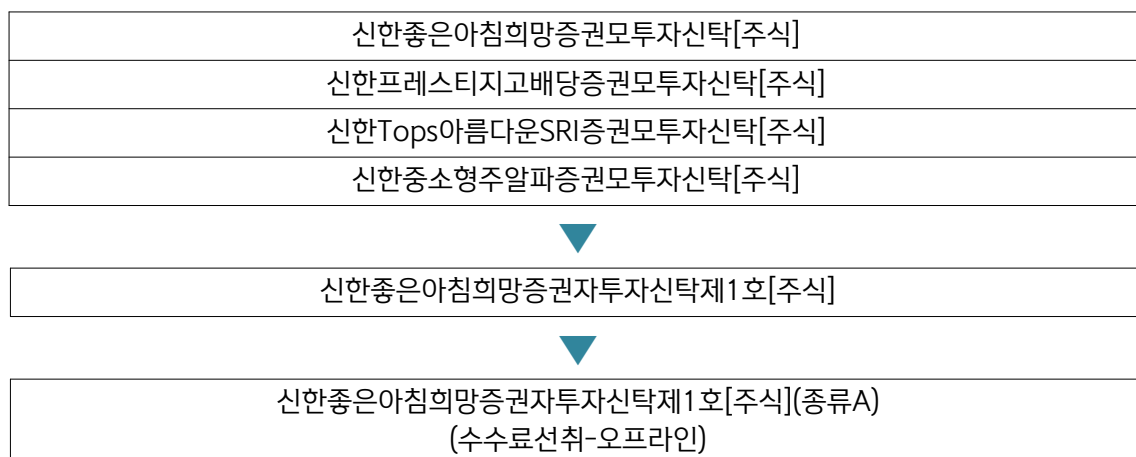 신한좋은아침희망증권모투자신탁[주식]
신한프레스티지고배당증권모투자신탁[주식]
신한Tops아름다운SRI증권모투자신탁[주식]
신한중소형주알파증권모투자신탁[주식]
신한좋은아침희망증권자투자신탁제1호[주식]
신한좋은아침희망증권자투자신탁제1호[주식](종류A)
(수수료선취-오프라인)